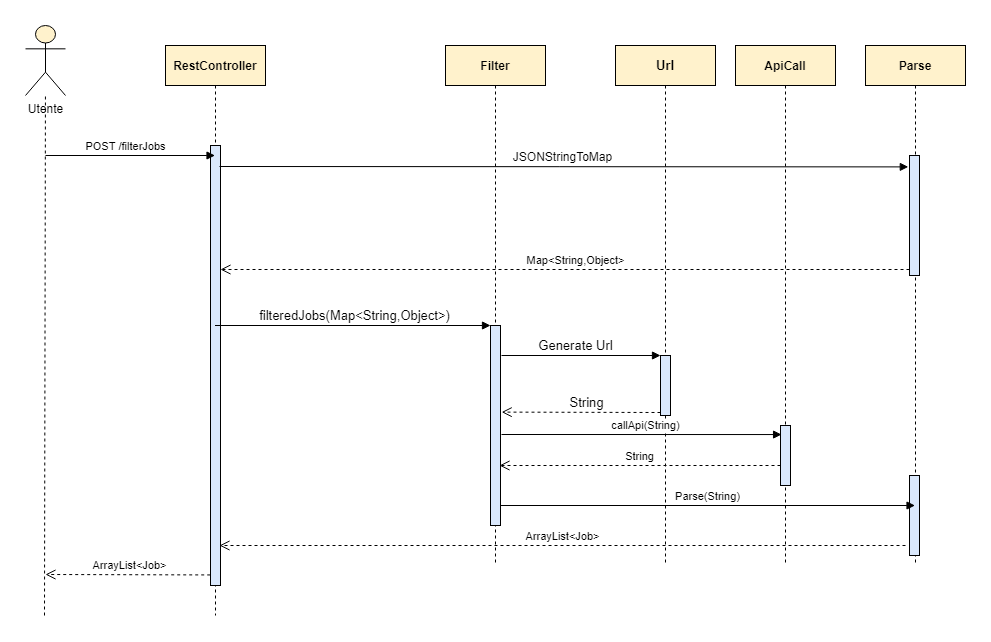 Utente
RestController
Filter
Url
ApiCall
Parse
POST /filterJobs
JSONStringToMap
Map<String,Object>
filteredJobs(Map<String,Object>)
Generate Url
String
callApi(String)
String
Parse(String)
ArrayList<Job>
ArrayList<Job>